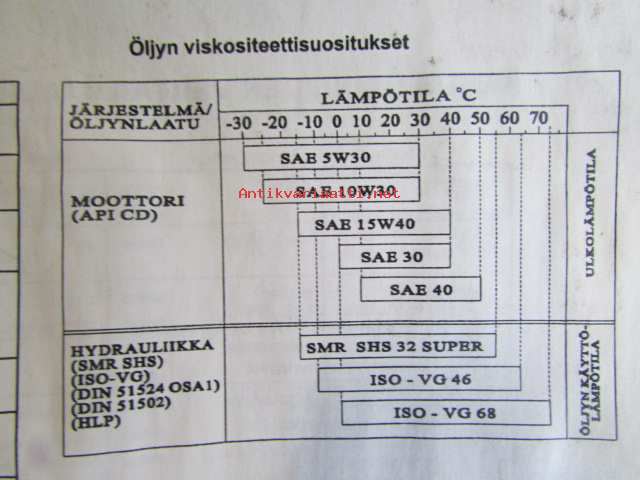 Öljyn viskositeettisuositukset
JÄRJESTELMÄ/
ÖLJYNLAATU
LÄMPÖTILA °C
-30 -20 -10 0 10 20 30 40 50 60 70
MOOTTORI
(API CD)
SAE 5W30
SAE 10W30
Antikvariaatti.net
SAE 15W40
SAE 30
SAE 40
ULKOLÄMPÖTILA
HYDRAULIIKKA
(SMR SHS)
(ISO-VG)
(DIN 51524 OSA1)
(DIN 51502)
(HLP)
SMR SHS 32 SUPER
ISO - VG 46
ISO - VG 68
ÖLJYN KÄYTTÖ-
LÄMPÖTILA